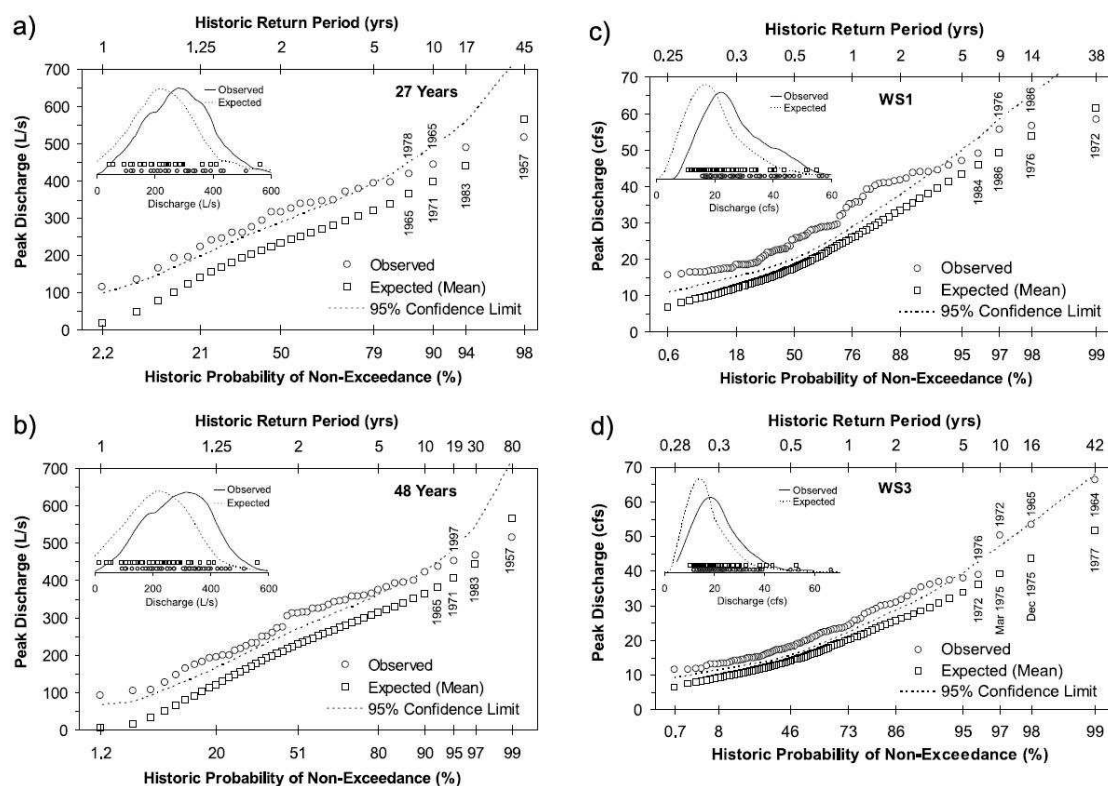 a)
Historic Return Period (yrs)
1 1,25 2 5 10 17 45
700
600
500
400
300
200
100
0
Peak Discharge (L/s)
Observed
Expected
0 200 400 600
Discharge (L/s)
27 Years
1978
1965
1965
1971
1983
1957
Observed
Expected (Mean)
95% Confidence Limit
2,2 21 50 79 90 94 98
Historic Probability of Non-Exceedance (%)
b)
Historic Return Period (yrs)
1 1,25 2 5 10 19 30 80
700
600
500
400
300
200
100
0
Peak Discharge (L/s)
Observed
Expected
0 200 400 600
Discharge (L/s)
48 Years
1997
1965
1971
1983
1957
Observed
Expected (Mean)
95% Confidence Limit
1,2 20 51 80 90 95 97 99
Historic Probability of Non-Exceedance (%)
c)
Historic Return Period (yrs)
0,25 0,3 0,5 1 2 5 9 14 38
70
60
50
40
30
20
10
0
Peak Discharge (cfs)
Observed
Expected
0 20 40 60
Discharge (cfs)
WS1
1976
1986
1984
1986
1976
1972
Observed
Expected (Mean)
95% Confidence Limit
0,6 18 50 76 88 95 97 98 99
Historic Probability of Non-Exceedance (%)
d)
Historic Return Period (yrs)
0,28 0,3 0,5 1 2 5 10 16 42
70
60
50
40
30
20
10
0
Peak Discharge (cfs)
Observed
Expected
0 20 40 60
Discharge (cfs)
WS3
1976
1972
1965
1964
1972
Mar 1975
Dec 1975
1977
Observed
Expected (Mean)
95% Confidence Limit
0,7 8 46 73 86 95 97 98 99
Historic Probability of Non-Exceedance (%)